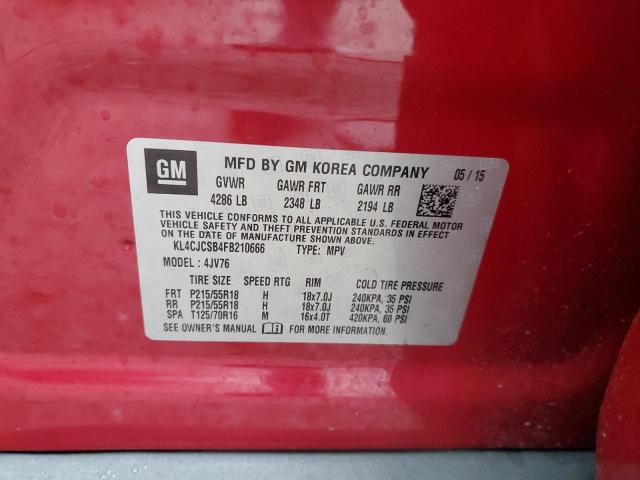 GM MFD BY GM KOREA COMPANY 05 / 15
GVWR GAWR FRT GAWR RR
4286 LB 2348 LB 2194 LB
THIS VEHICLE CONFORMS TO ALL APPLICABLE U.S. FEDERAL MOTOR
VEHICLE SAFETY, BUMPER, AND THEFT PREVENTION STANDARDS IN EFFECT
ON THE DATE OF MANUFACTURE SHOWN ABOVE.
KL4CJCSB4FB210666 TYPE: MPV
MODEL : 4JV76
TIRE SIZE SPEED RTG RIM COLD TIRE PRESSURE
FRT P215/55R18 H 18x7.0J 240KPA, 35 PSI
RR P215/55R18 H 18x7.0J 240KPA, 35 PSI
SPA T125/70R16 M 16x4.0T 420KPA, 60 PSI
SEE OWNER'S MANUAL FOR MORE INFORMATION.